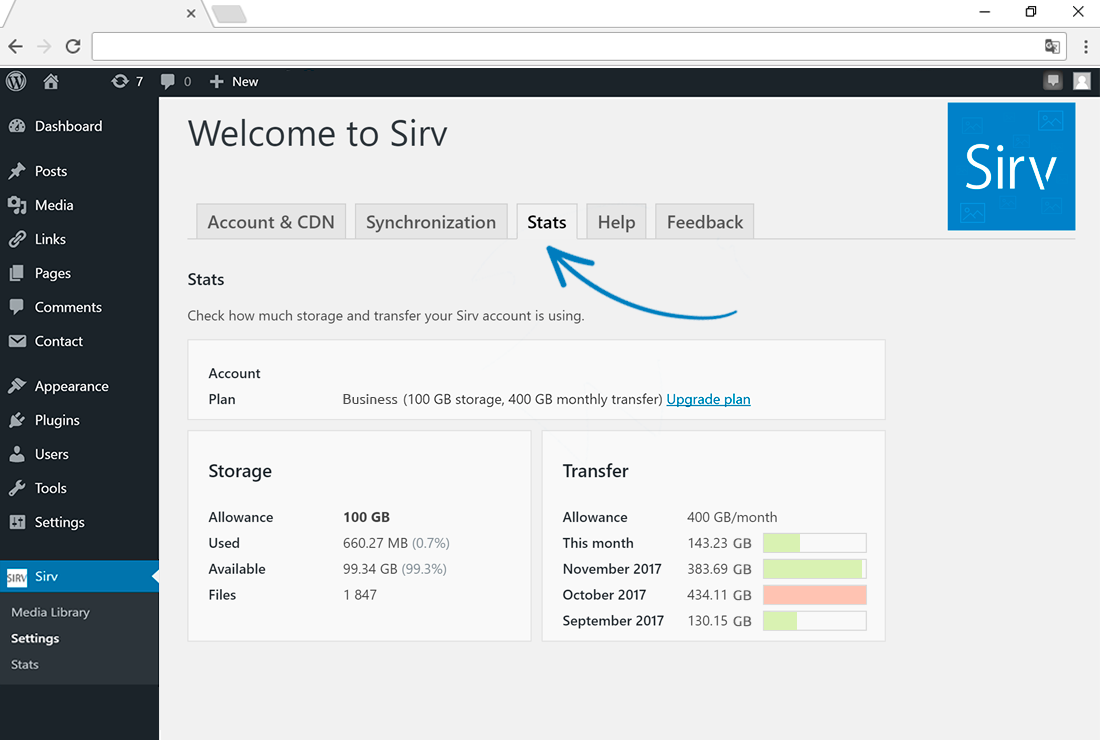 7 0 New
Dashboard
Posts
Media
Links
Pages
Comments
Contact
Appearance
Plugins
Users
Tools
Settings
SIRV Sirv
Media Library
Settings
Stats
Welcome to Sirv
Sirv
Account & CDN Synchronization Stats Help Feedback
Stats
Check how much storage and transfer your Sirv account is using.
Account
Plan Business (100 GB storage, 400 GB monthly transfer) Upgrade plan
Storage
Allowance 100 GB
Used 660.27 MB (0.7%)
Available 99.34 GB (99.3%)
Files 1 847
Transfer
Allowance 400 GB/month
This month 143.23 GB
November 2017 383.69 GB
October 2017 434.11 GB
September 2017 130.15 GB